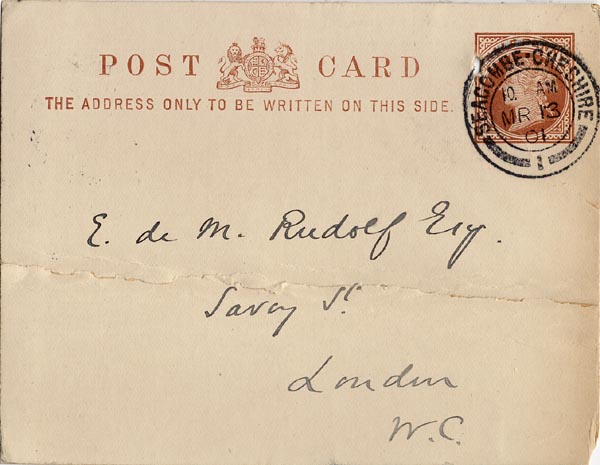 POST CARD
THE ADDRESS ONLY TO BE WRITTEN ON THIS SIDE.
SEACOMBE·CHESHIRE
10 AM
MR 13
01
1
E. de M. Rudolf Esq.
Savoy St.
London
W.C.